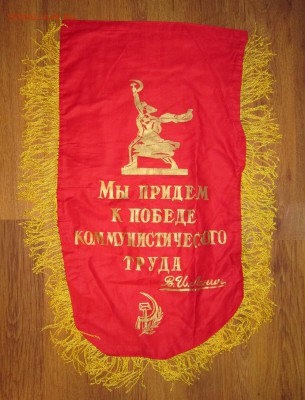 Мы придем
к победе
коммунистического
труда
В. И. Ленин